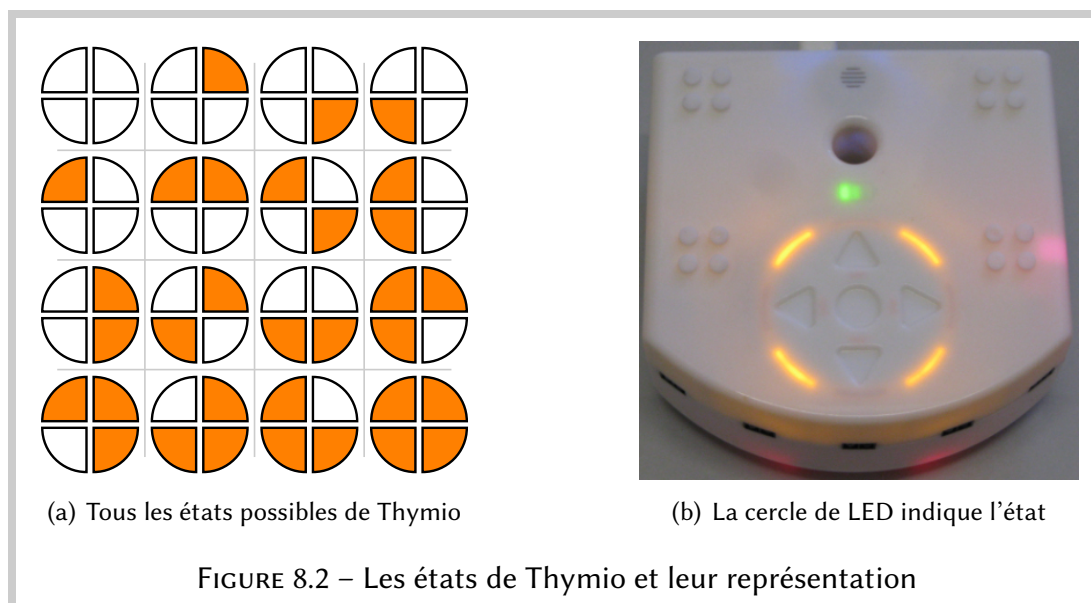 (a) Tous les états possibles de Thymio
(b) La cercle de LED indique l'état
FIGURE 8.2 – Les états de Thymio et leur représentation